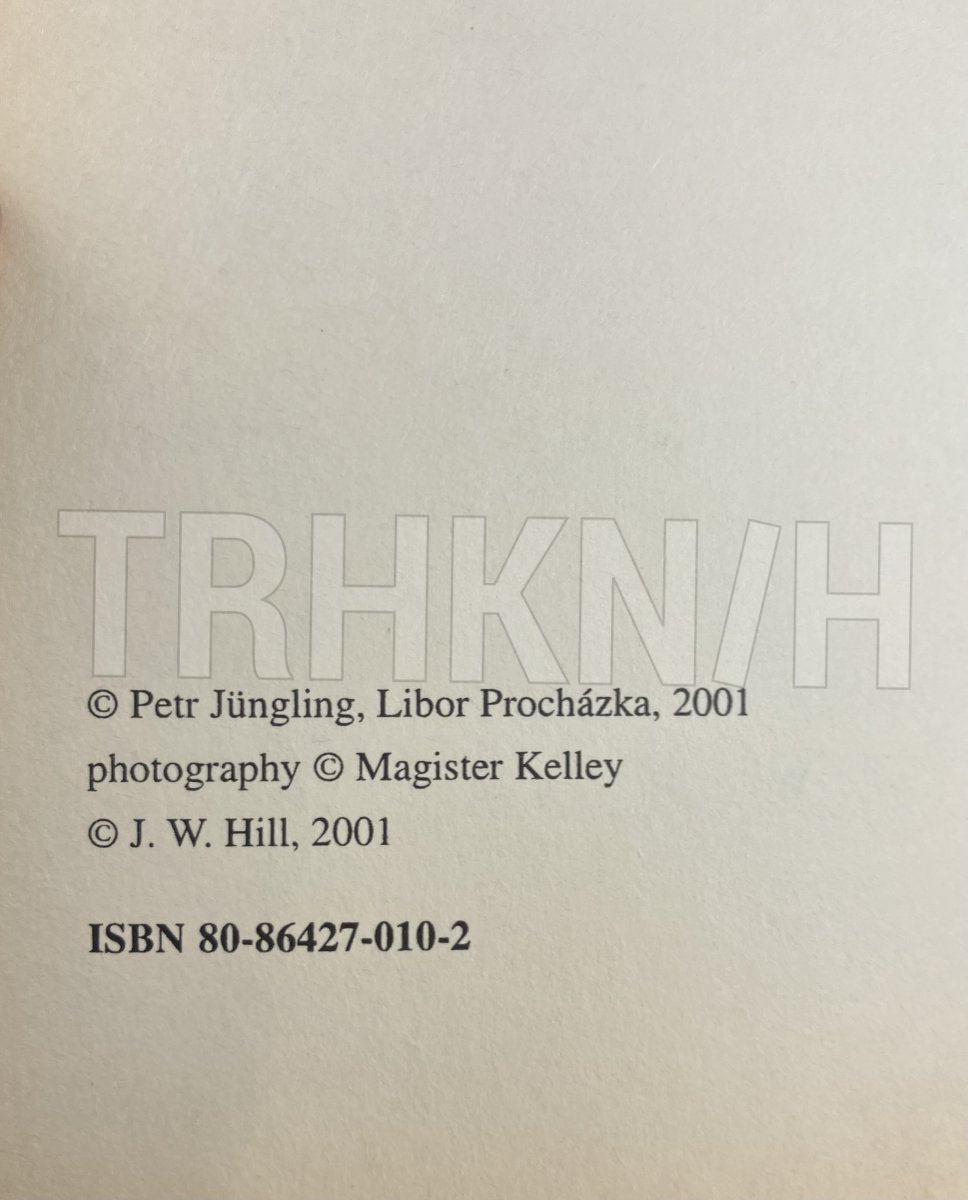 TRHKN/H
© Petr Jüngling, Libor Procházka, 2001
photography © Magister Kelley
© J. W. Hill, 2001
ISBN 80-86427-010-2